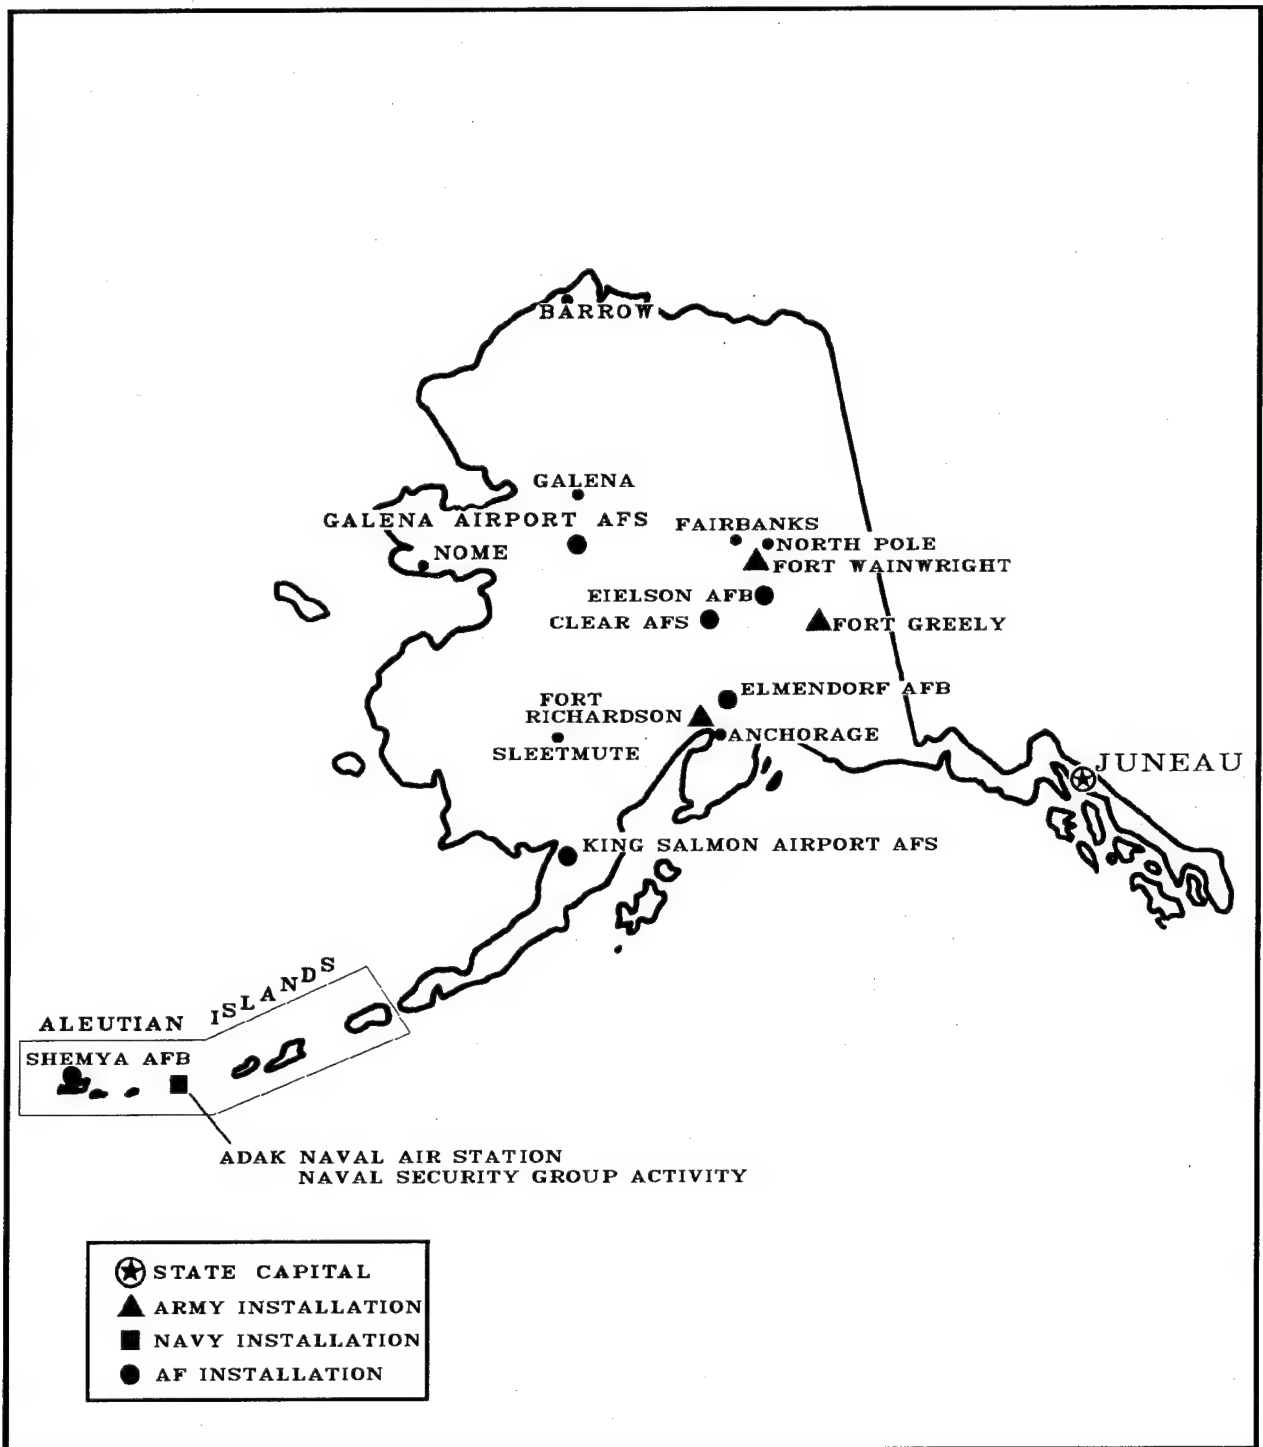 BARROW
GALENA
GALENA AIRPORT AFS
FAIRBANKS
NORTH POLE
NOME
FORT WAINWRIGHT
EIELSON AFB
CLEAR AFS
FORT GREELY
ELMENDORF AFB
FORT
RICHARDSON
ANCHORAGE
SLEETMUTE
JUNEAU
KING SALMON AIRPORT AFS
ALEUTIAN ISLANDS
SHEMYA AFB
ADAK NAVAL AIR STATION
NAVAL SECURITY GROUP ACTIVITY
STATE CAPITAL
ARMY INSTALLATION
NAVY INSTALLATION
AF INSTALLATION